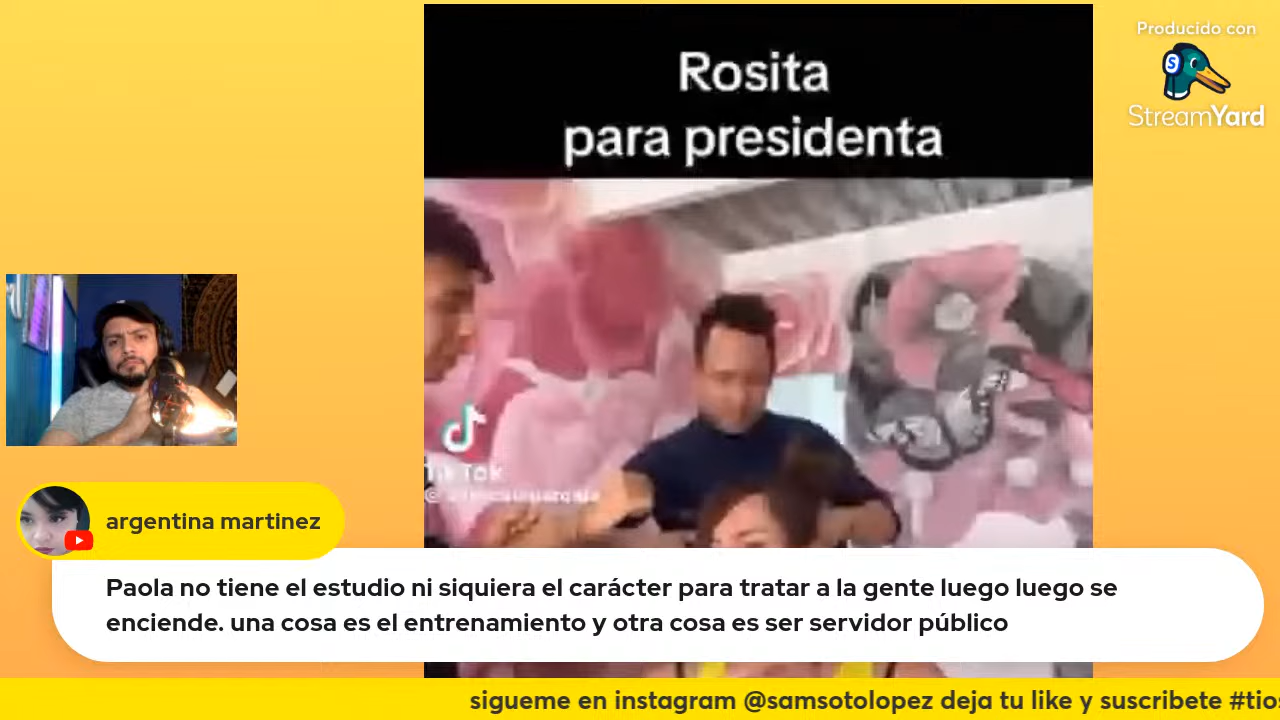 Producido con
StreamYard
Rosita
para presidenta
TikTok
argentina martinez
Paola no tiene el estudio ni siquiera el carácter para tratar a la gente luego luego se
enciende. una cosa es el entrenamiento y otra cosa es ser servidor público
sigueme en instagram @samsotolopez deja tu like y suscribete #tio